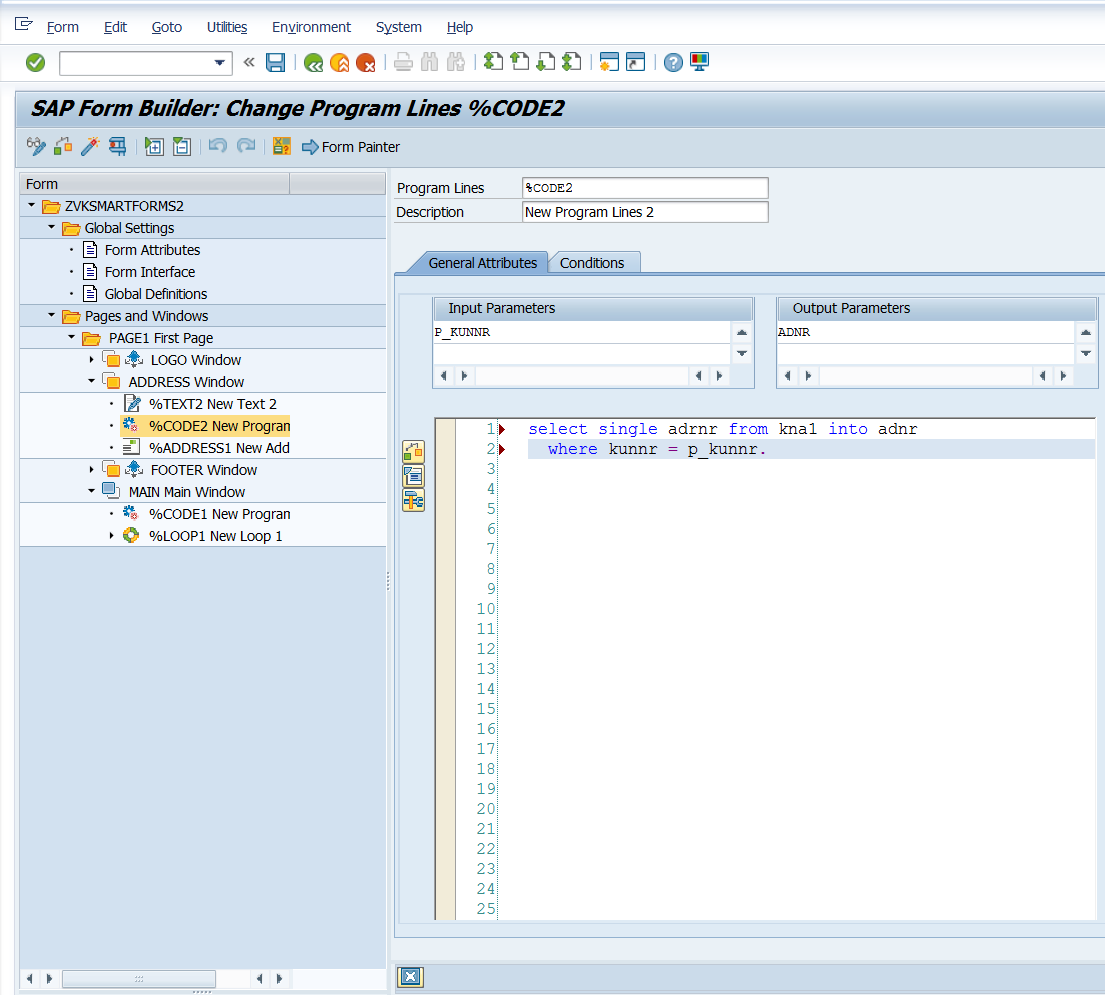 Form Edit Goto Utilities Environment System Help
SAP Form Builder: Change Program Lines %CODE2
Form Painter
Form
ZVKSMARTFORMS2
Global Settings
Form Attributes
Form Interface
Global Definitions
Pages and Windows
PAGE1 First Page
LOGO Window
ADDRESS Window
%TEXT2 New Text 2
%CODE2 New Program
%ADDRESS1 New Add
FOOTER Window
MAIN Main Window
%CODE1 New Program
%LOOP1 New Loop 1
Program Lines %CODE2
Description New Program Lines 2
General Attributes Conditions
Input Parameters
P_KUNNR
Output Parameters
ADNR
1 select single adrnr from kna1 into adnr
2 where kunnr = p_kunnr.
3
4
5
6
7
8
9
10
11
12
13
14
15
16
17
18
19
20
21
22
23
24
25